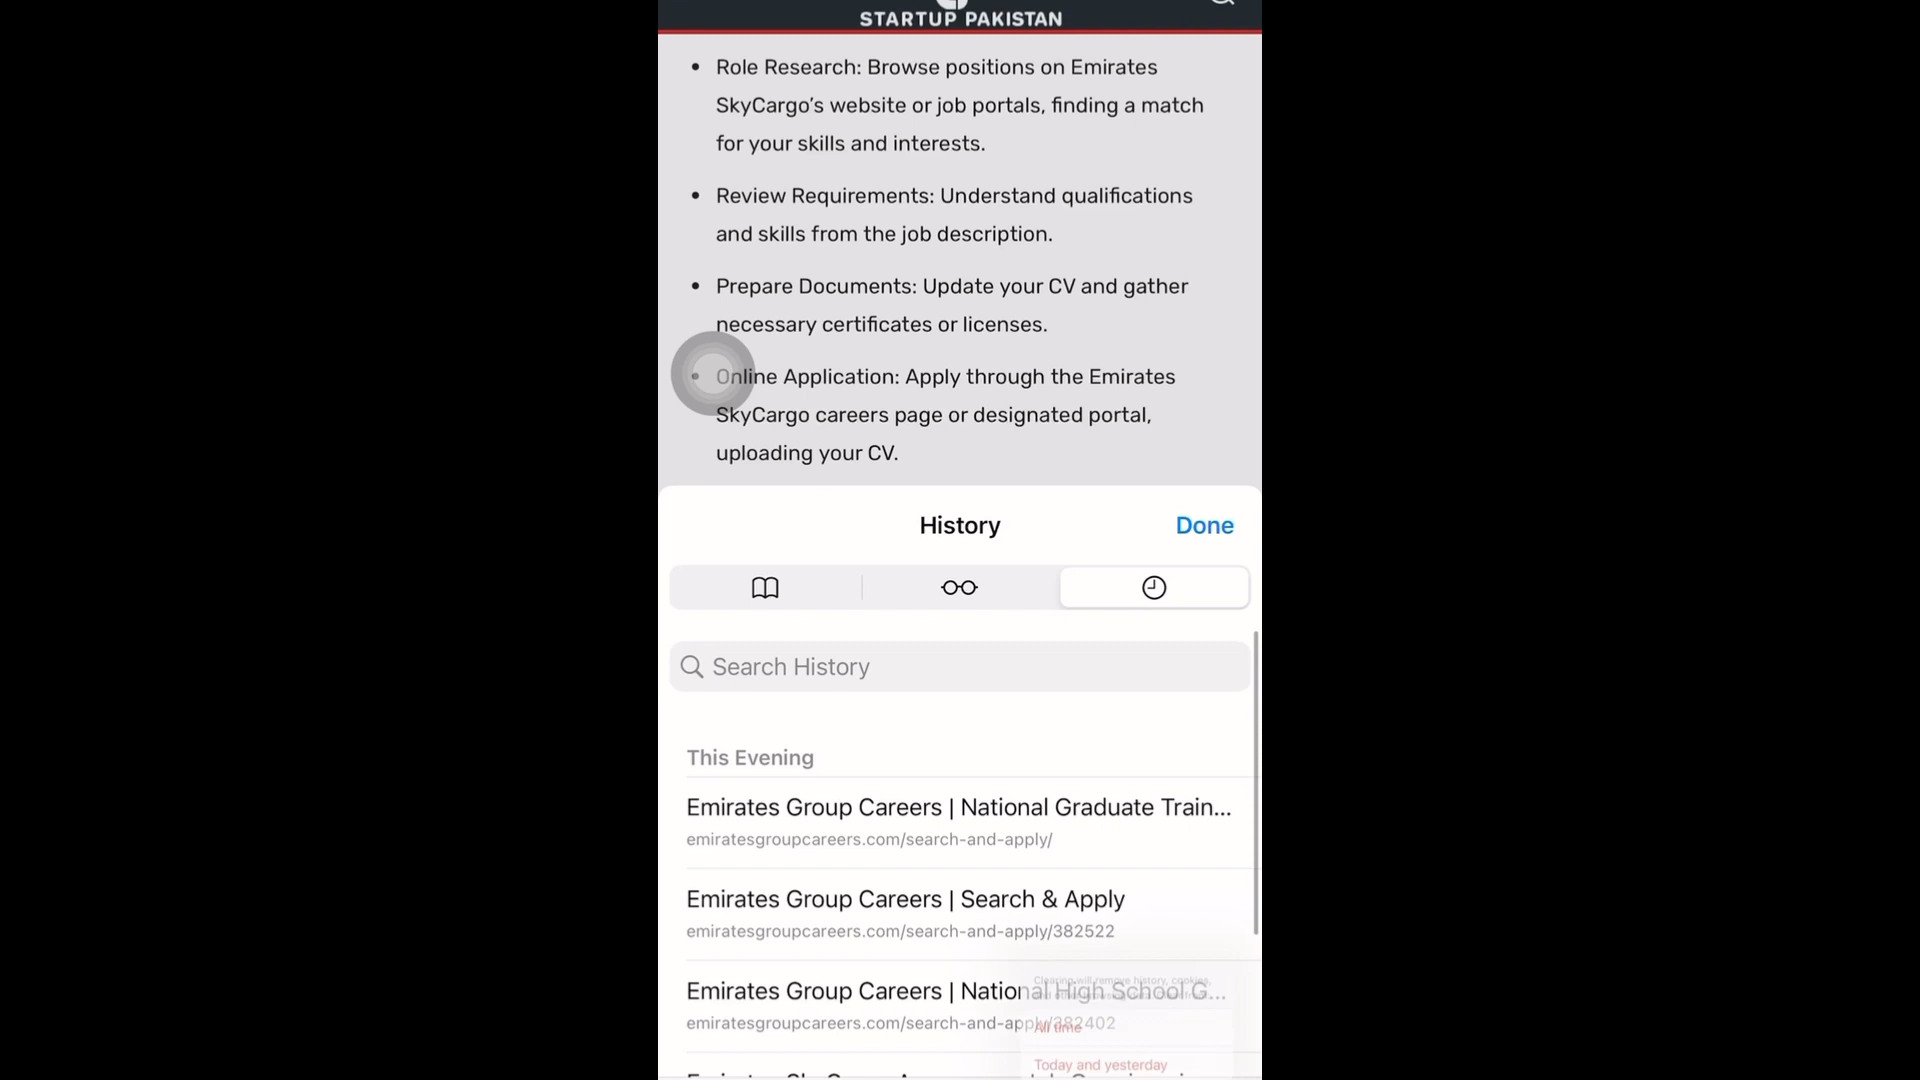 STARTUP PAKISTAN
• Role Research: Browse positions on Emirates
SkyCargo's website or job portals, finding a match
for your skills and interests.
• Review Requirements: Understand qualifications
and skills from the job description.
• Prepare Documents: Update your CV and gather
necessary certificates or licenses.
• Online Application: Apply through the Emirates
SkyCargo careers page or designated portal,
uploading your CV.
History
Done
Search History
This Evening
Emirates Group Careers | National Graduate Train...
emiratesgroupcareers.com/search-and-apply/
Emirates Group Careers | Search & Apply
emiratesgroupcareers.com/search-and-apply/382522
Clearing will remove history, cookies,
Emirates Group Careers | National High School G...
emiratesgroupcareers.com/search-and-apply/382402
All time
Today and yesterday